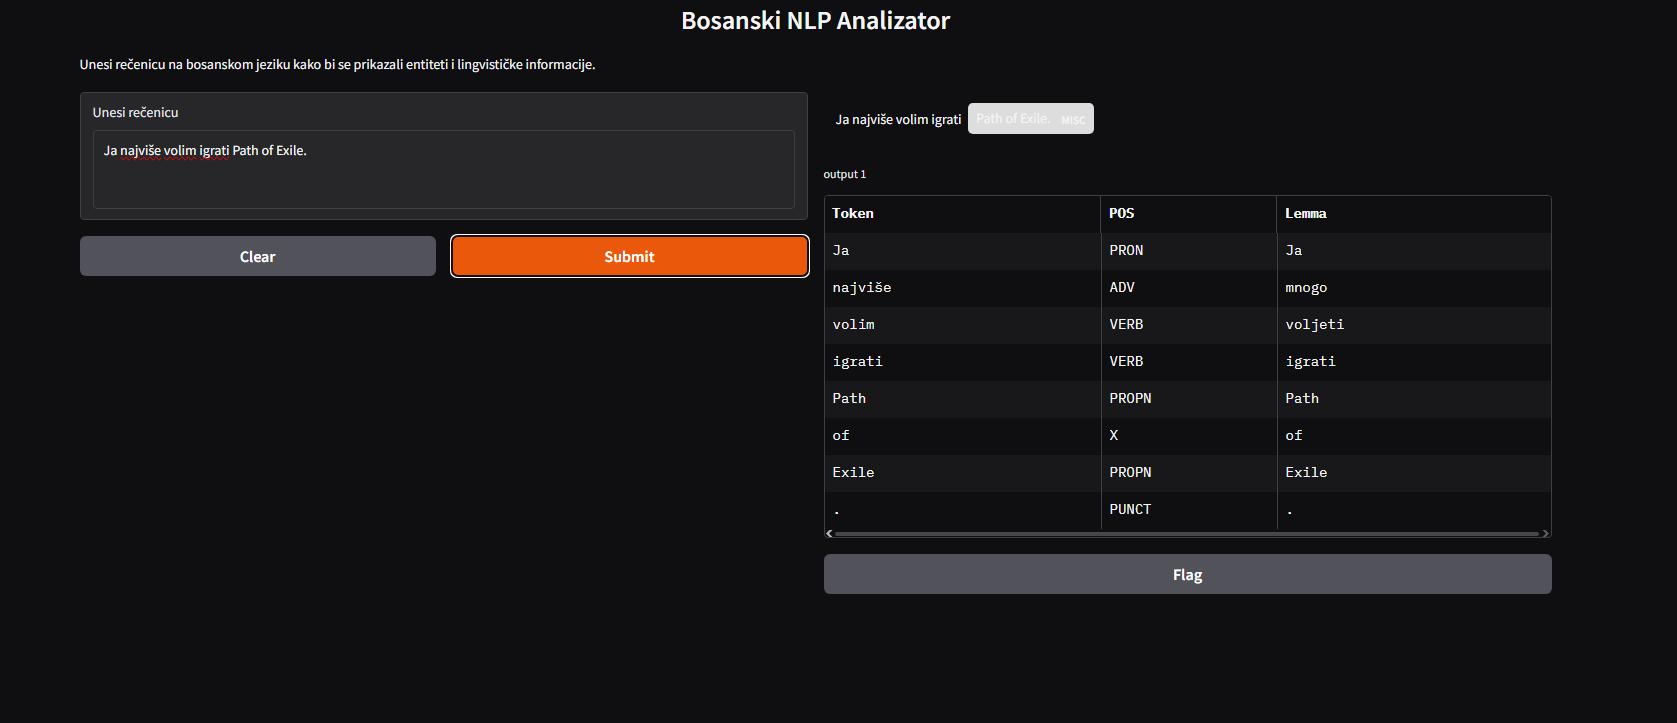 Bosanski NLP Analizator
Unesi rečenicu na bosanskom jeziku kako bi se prikazali entiteti i lingvističke informacije.
Unesi rečenicu
Ja najviše volim igrati Path of Exile.
Clear
Submit
Ja najviše volim igrati Path of Exile. MISC
output 1
Token POS Lemma
Ja PRON Ja
najviše ADV mnogo
volim VERB voljeti
igrati VERB igrati
Path PROPN Path
of X of
Exile PROPN Exile
. PUNCT .
Flag